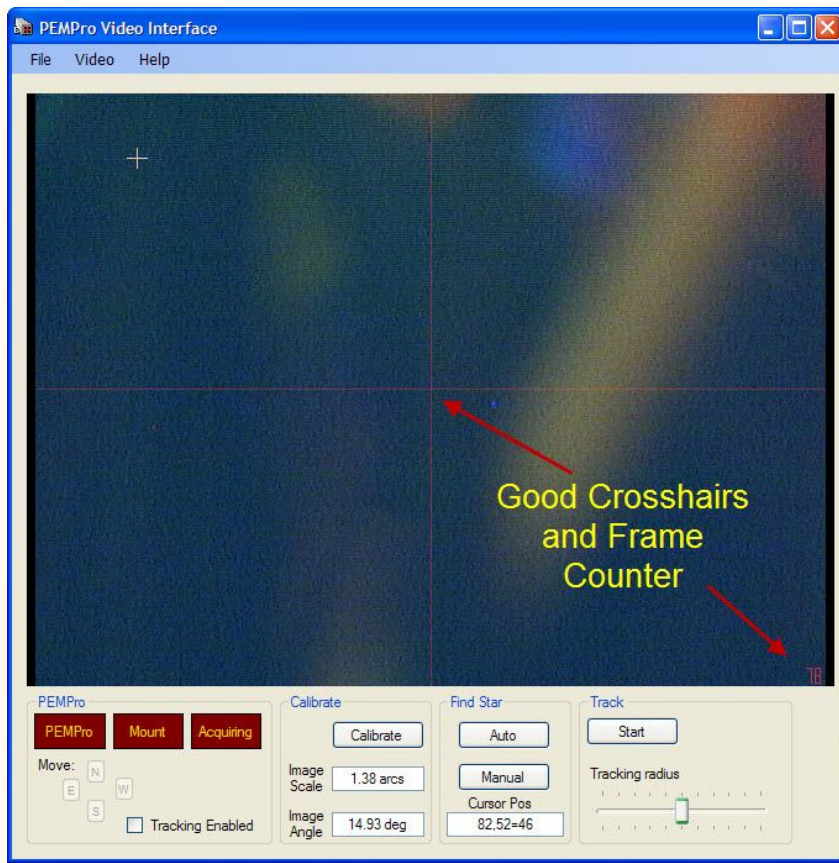 PEMPro Video Interface
File Video Help
Good Crosshairs
and Frame
Counter
78
PEMPro
PEMPro Mount Acquiring
Move:
N
E W
S
Tracking Enabled
Calibrate
Calibrate
Image
Scale
1.38 arcs
Image
Angle
14.93 deg
Find Star
Auto
Manual
Cursor Pos
82,52=46
Track
Start
Tracking radius